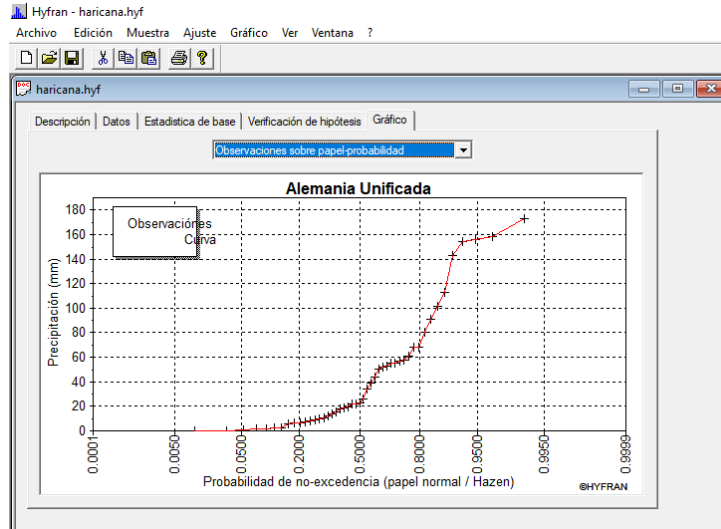 Hyfran - haricana.hyf
Archivo Edición Muestra Ajuste Gráfico Ver Ventana ?
haricana.hyf
Descripción Datos Estadistica de base Verificación de hipótesis Gráfico
Observaciones sobre papel-probabilidad
Alemania Unificada
Observaciónes
Curva
Precipitación (mm)
180
160
140
120
100
80
60
40
20
0
0.0001 0.0050 0.0500 0.2000 0.5000 0.8000 0.9500 0.9950 0.9999
Probabilidad de no-excedencia (papel normal / Hazen)
©HYFRAN